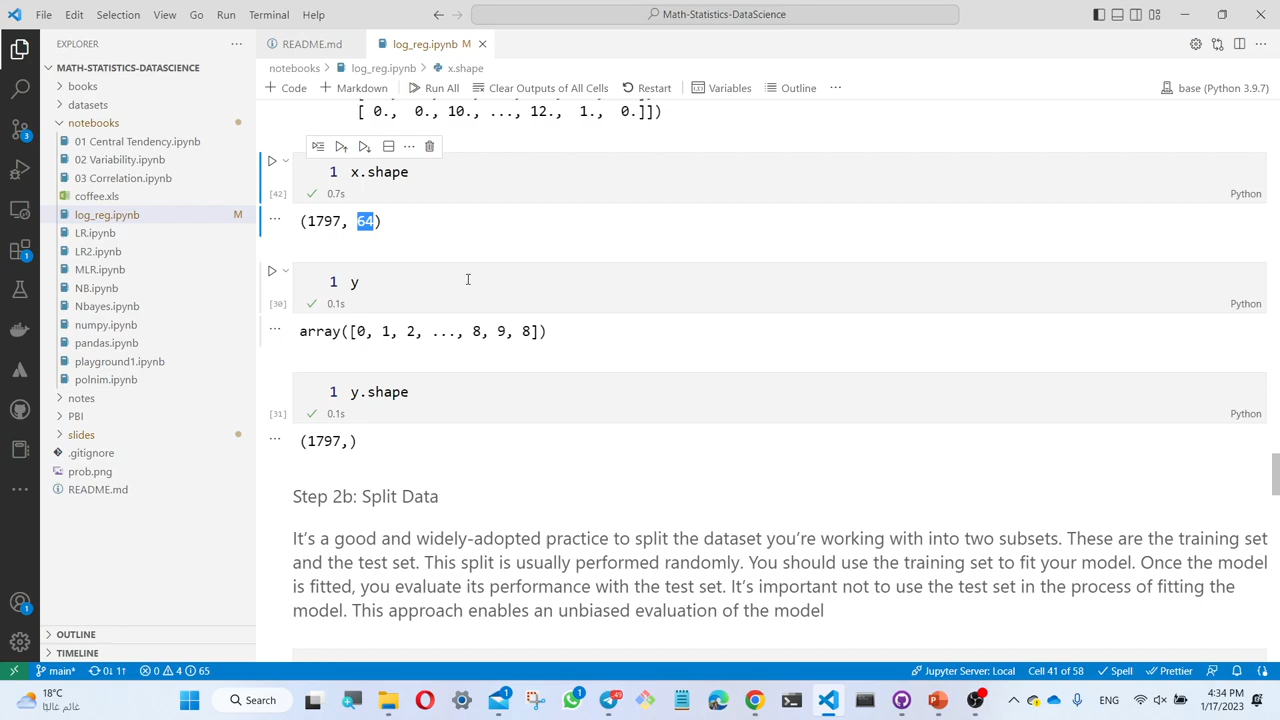 File Edit Selection View Go Run Terminal Help
Math-Statistics-DataScience
EXPLORER
README.md
log_reg.ipynb M
MATH-STATISTICS-DATASCIENCE
books
datasets
notebooks
01 Central Tendency.ipynb
02 Variability.ipynb
03 Correlation.ipynb
coffee.xls
log_reg.ipynb M
LR.ipynb
LR2.ipynb
MLR.ipynb
NB.ipynb
Nbayes.ipynb
numpy.ipynb
pandas.ipynb
playground1.ipynb
polnim.ipynb
notes
PBI
slides
.gitignore
prob.png
README.md
OUTLINE
TIMELINE
notebooks > log_reg.ipynb > x.shape
+ Code + Markdown Run All Clear Outputs of All Cells Restart Variables Outline ... base (Python 3.9.7)
[ 0., 0., 10., ..., 12., 1., 0.]])
1 x.shape
[42] 0.7s Python
(1797, 64)
1 y
[30] 0.1s Python
array([0, 1, 2, ..., 8, 9, 8])
1 y.shape
[31] 0.1s Python
(1797,)
Step 2b: Split Data
It's a good and widely-adopted practice to split the dataset you're working with into two subsets. These are the training set
and the test set. This split is usually performed randomly. You should use the training set to fit your model. Once the model
is fitted, you evaluate its performance with the test set. It's important not to use the test set in the process of fitting the
model. This approach enables an unbiased evaluation of the model
main* 0↓ 1↑ 0 4 65 Jupyter Server: Local Cell 41 of 58 Spell Prettier
18°C
غائم غالبًا
Search
ENG
4:34 PM
1/17/2023